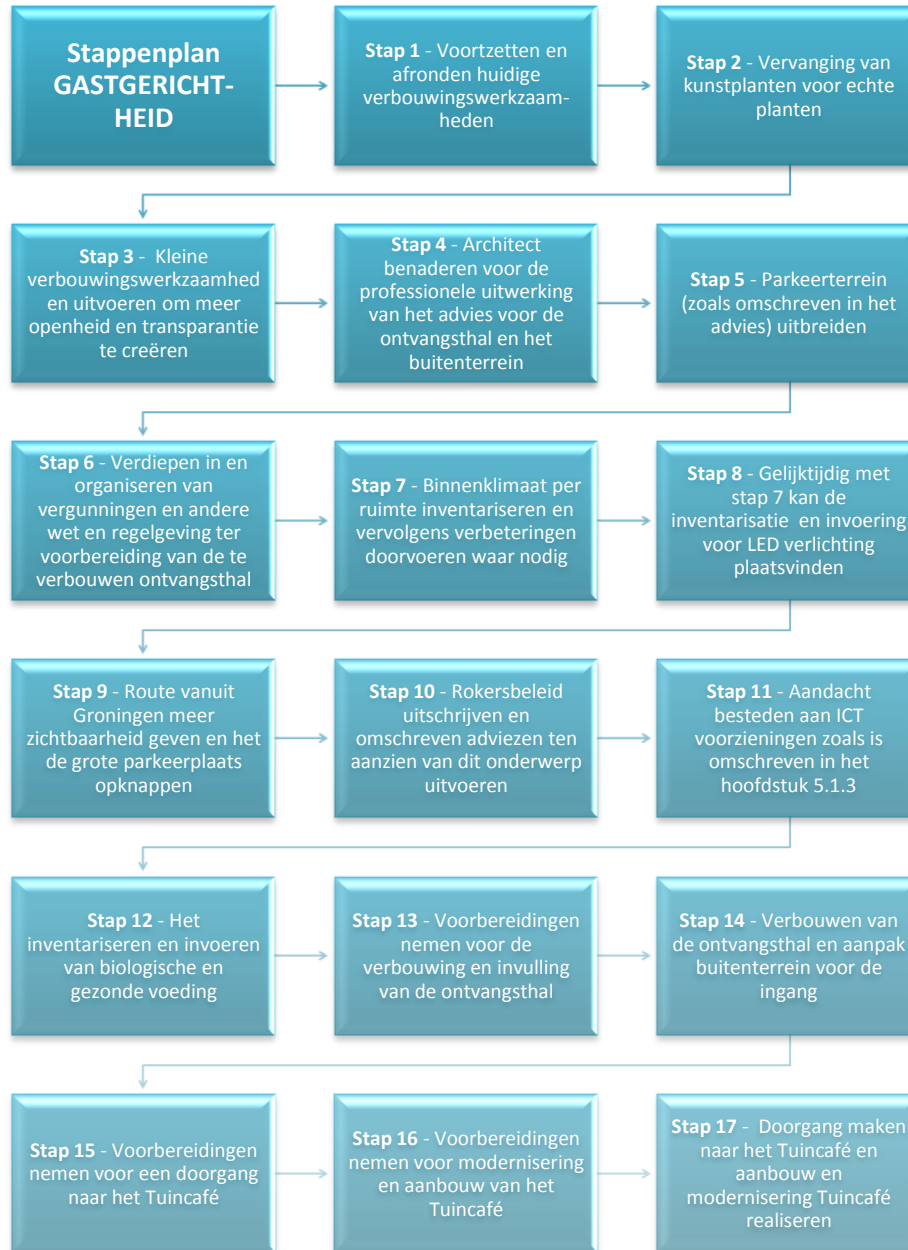 Stappenplan
GASTGERICHT-
HEID
Stap 1 - Voortzetten en
afronden huidige
verbouwingswerkzaam-
heden
Stap 2 - Vervanging van
kunstplanten voor echte
planten
Stap 3 - Kleine
verbouwingswerkzaamhed
en uitvoeren om meer
openheid en transparantie
te creëren
Stap 4 - Architect
benaderen voor de
professionele uitwerking
van het advies voor de
ontvangsthal en het
buitenterrein
Stap 5 - Parkeerterrein
(zoals omschreven in het
advies) uitbreiden
Stap 6 - Verdiepen in en
organiseren van
vergunningen en andere
wet en regelgeving ter
voorbereiding van de te
verbouwen ontvangsthal
Stap 7 - Binnenklimaat per
ruimte inventariseren en
vervolgens verbeteringen
doorvoeren waar nodig
Stap 8 - Gelijktijdig met
stap 7 kan de
inventarisatie en invoering
voor LED verlichting
plaatsvinden
Stap 9 - Route vanuit
Groningen meer
zichtbaarheid geven en het
de grote parkeerplaats
opknappen
Stap 10 - Rokersbeleid
uitschrijven en
omschreven adviezen ten
aanzien van dit onderwerp
uitvoeren
Stap 11 - Aandacht
besteden aan ICT
voorzieningen zoals is
omschreven in het
hoofdstuk 5.1.3
Stap 12 - Het
inventariseren en invoeren
van biologische en
gezonde voeding
Stap 13 - Voorbereidingen
nemen voor de
verbouwing en invulling
van de ontvangsthal
Stap 14 - Verbouwen van
de ontvangsthal en aanpak
buitenterrein voor de
ingang
Stap 15 - Voorbereidingen
nemen voor een doorgang
naar het Tuincafé
Stap 16 - Voorbereidingen
nemen voor modernisering
en aanbouw van het
Tuincafé
Stap 17 - Doorgang maken
naar het Tuincafé en
aanbouw en
modernisering Tuincafé
realiseren